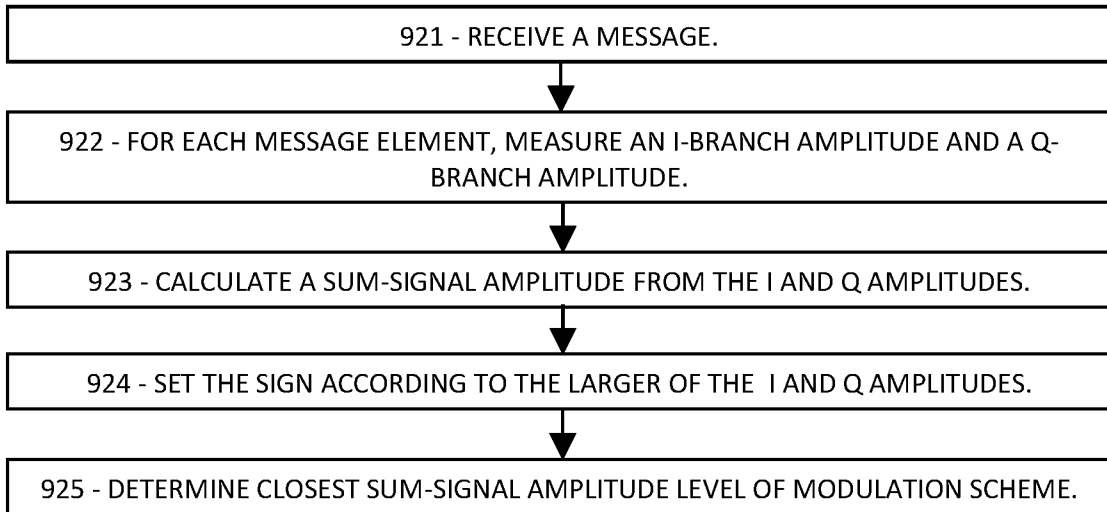 921 - RECEIVE A MESSAGE.
922 - FOR EACH MESSAGE ELEMENT, MEASURE AN I-BRANCH AMPLITUDE AND A Q-
BRANCH AMPLITUDE.
923 - CALCULATE A SUM-SIGNAL AMPLITUDE FROM THE I AND Q AMPLITUDES.
924 - SET THE SIGN ACCORDING TO THE LARGER OF THE I AND Q AMPLITUDES.
925 - DETERMINE CLOSEST SUM-SIGNAL AMPLITUDE LEVEL OF MODULATION SCHEME.